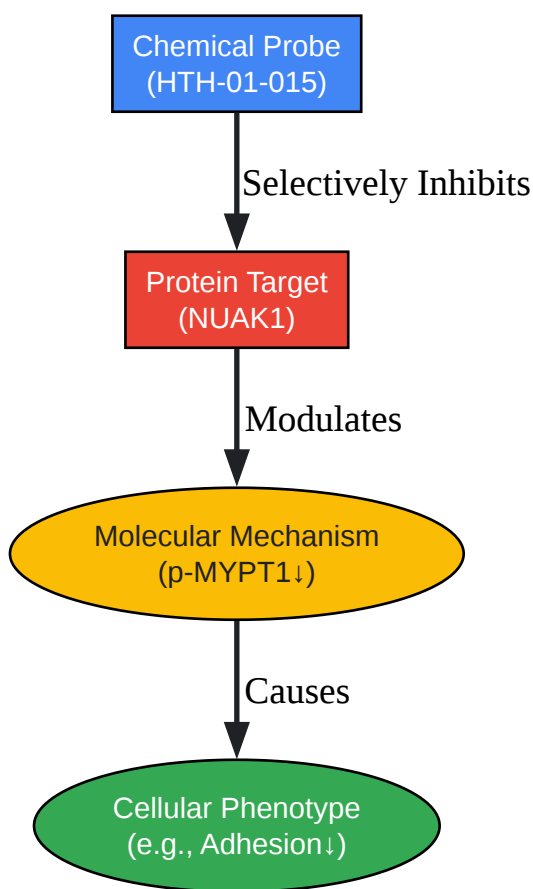 Chemical Probe
(HTH-01-015)
Selectively Inhibits
Protein Target
(NUAK1)
Modulates
Molecular Mechanism
(p-MYPT1↓)
Causes
Cellular Phenotype
(e.g., Adhesion↓)